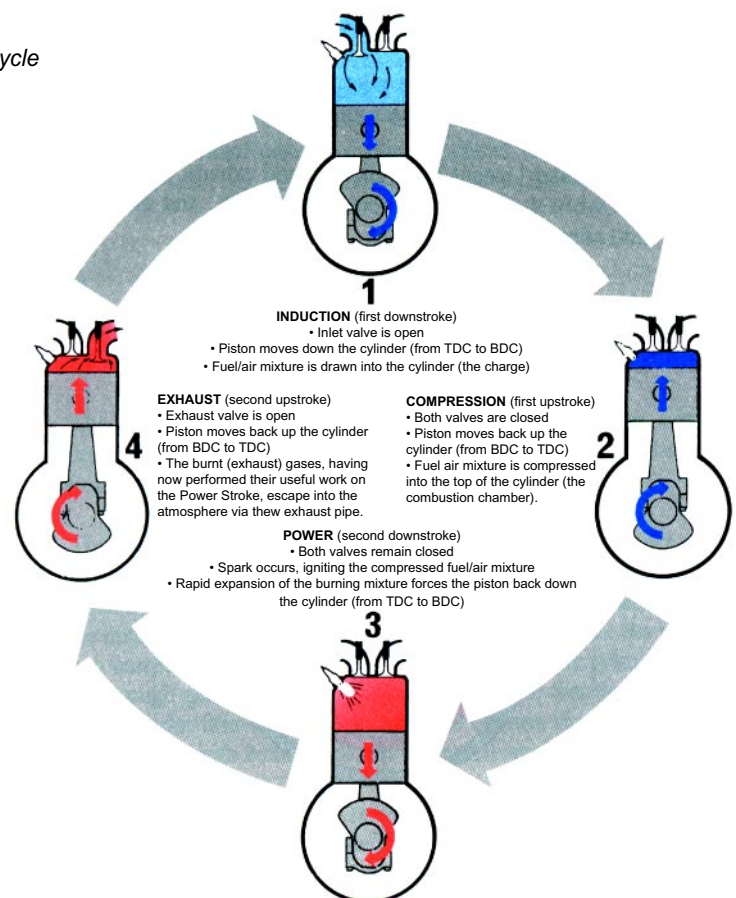 ycle
1
INDUCTION (first downstroke)
• Inlet valve is open
• Piston moves down the cylinder (from TDC to BDC)
• Fuel/air mixture is drawn into the cylinder (the charge)
EXHAUST (second upstroke)
• Exhaust valve is open
• Piston moves back up the cylinder
(from BDC to TDC)
• The burnt (exhaust) gases, having
now performed their useful work on
the Power Stroke, escape into the
atmosphere via thew exhaust pipe.
4
COMPRESSION (first upstroke)
• Both valves are closed
• Piston moves back up the
cylinder (from BDC to TDC)
• Fuel air mixture is compressed
into the top of the cylinder (the
combustion chamber).
2
POWER (second downstroke)
• Both valves remain closed
• Spark occurs, igniting the compressed fuel/air mixture
• Rapid expansion of the burning mixture forces the piston back down
the cylinder (from TDC to BDC)
3